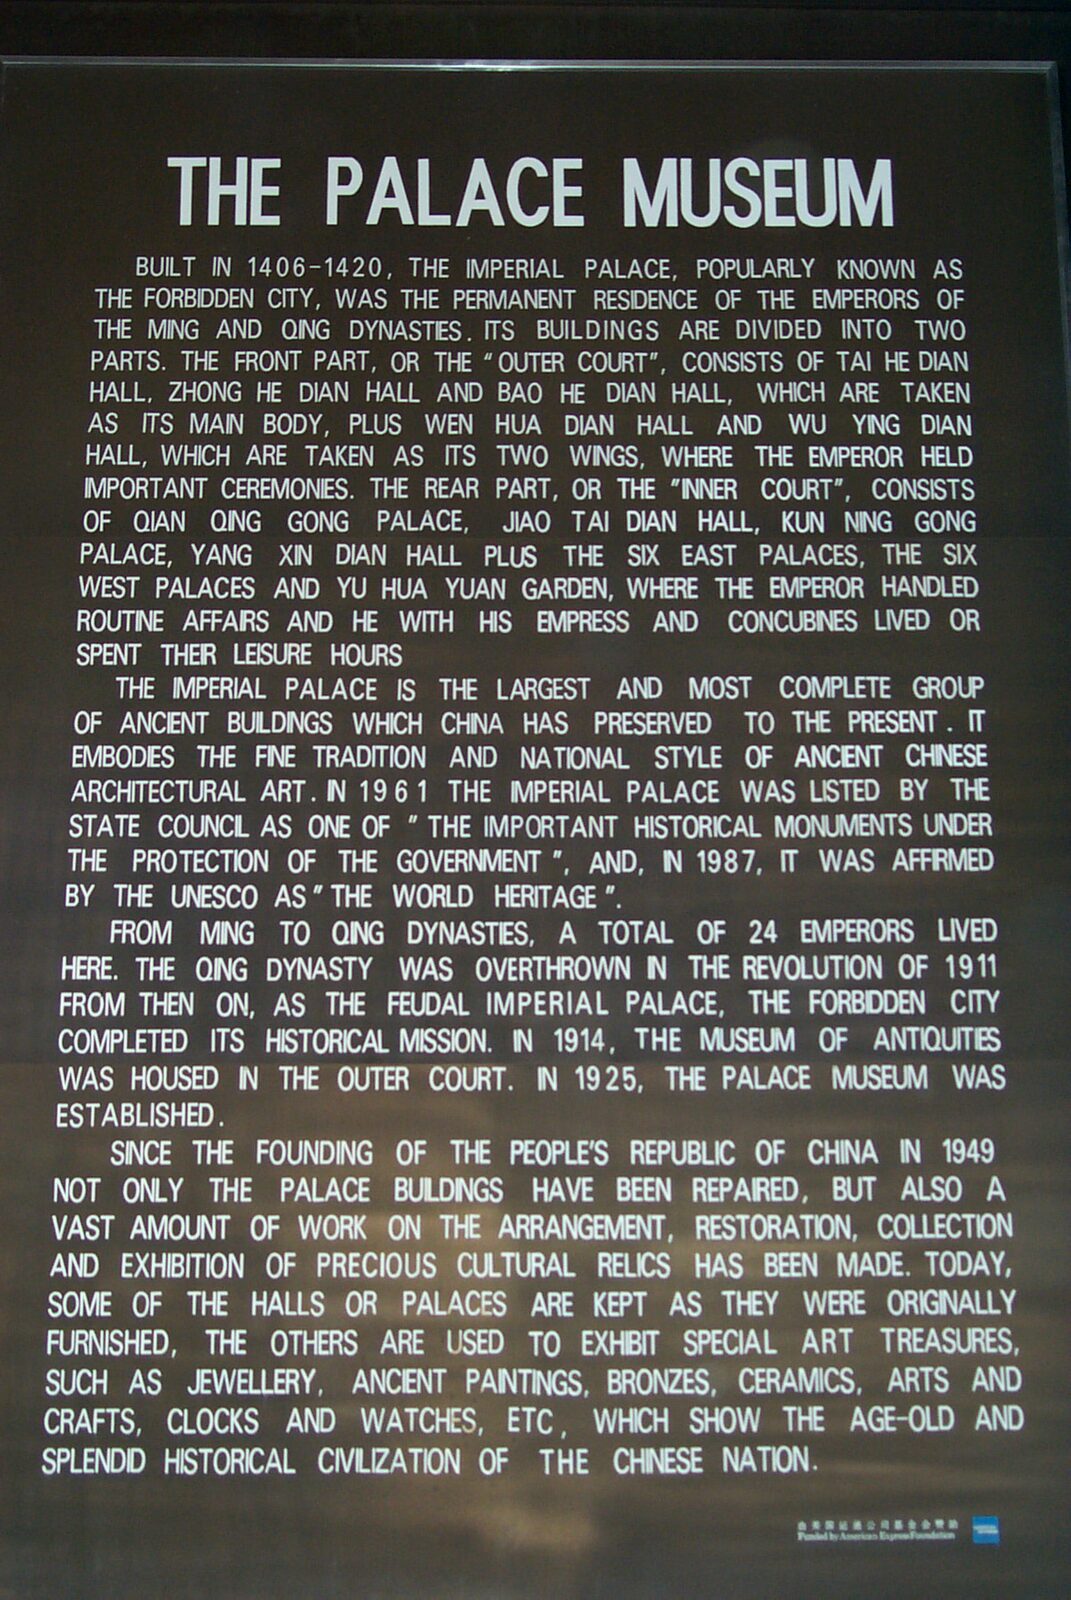 THE PALACE MUSEUM
BUILT IN 1406-1420, THE IMPERIAL PALACE, POPULARLY KNOWN AS
THE FORBIDDEN CITY, WAS THE PERMANENT RESIDENCE OF THE EMPERORS OF
THE MING AND QING DYNASTIES. ITS BUILDINGS ARE DIVIDED INTO TWO
PARTS. THE FRONT PART, OR THE "OUTER COURT", CONSISTS OF TAI HE DIAN
HALL, ZHONG HE DIAN HALL AND BAO HE DIAN HALL, WHICH ARE TAKEN
AS ITS MAIN BODY, PLUS WEN HUA DIAN HALL AND WU YING DIAN
HALL, WHICH ARE TAKEN AS ITS TWO WINGS, WHERE THE EMPEROR HELD
IMPORTANT CEREMONIES. THE REAR PART, OR THE "INNER COURT", CONSISTS
OF QIAN QING GONG PALACE, JIAO TAI DIAN HALL, KUN NING GONG
PALACE, YANG XIN DIAN HALL PLUS THE SIX EAST PALACES, THE SIX
WEST PALACES AND YU HUA YUAN GARDEN, WHERE THE EMPEROR HANDLED
ROUTINE AFFAIRS AND HE WITH HIS EMPRESS AND CONCUBINES LIVED OR
SPENT THEIR LEISURE HOURS
THE IMPERIAL PALACE IS THE LARGEST AND MOST COMPLETE GROUP
OF ANCIENT BUILDINGS WHICH CHINA HAS PRESERVED TO THE PRESENT. IT
EMBODIES THE FINE TRADITION AND NATIONAL STYLE OF ANCIENT CHINESE
ARCHITECTURAL ART. IN 1961 THE IMPERIAL PALACE WAS LISTED BY THE
STATE COUNCIL AS ONE OF "THE IMPORTANT HISTORICAL MONUMENTS UNDER
THE PROTECTION OF THE GOVERNMENT", AND, IN 1987, IT WAS AFFIRMED
BY THE UNESCO AS "THE WORLD HERITAGE".
FROM MING TO QING DYNASTIES, A TOTAL OF 24 EMPERORS LIVED
HERE. THE QING DYNASTY WAS OVERTHROWN IN THE REVOLUTION OF 1911
FROM THEN ON, AS THE FEUDAL IMPERIAL PALACE, THE FORBIDDEN CITY
COMPLETED ITS HISTORICAL MISSION. IN 1914, THE MUSEUM OF ANTIQUITIES
WAS HOUSED IN THE OUTER COURT. IN 1925, THE PALACE MUSEUM WAS
ESTABLISHED.
SINCE THE FOUNDING OF THE PEOPLE'S REPUBLIC OF CHINA IN 1949
NOT ONLY THE PALACE BUILDINGS HAVE BEEN REPAIRED, BUT ALSO A
VAST AMOUNT OF WORK ON THE ARRANGEMENT, RESTORATION, COLLECTION
AND EXHIBITION OF PRECIOUS CULTURAL RELICS HAS BEEN MADE. TODAY,
SOME OF THE HALLS OR PALACES ARE KEPT AS THEY WERE ORIGINALLY
FURNISHED, THE OTHERS ARE USED TO EXHIBIT SPECIAL ART TREASURES,
SUCH AS JEWELLERY, ANCIENT PAINTINGS, BRONZES, CERAMICS, ARTS AND
CRAFTS, CLOCKS AND WATCHES, ETC, WHICH SHOW THE AGE-OLD AND
SPLENDID HISTORICAL CIVILIZATION OF THE CHINESE NATION.
由美国运通公司基金会赞助
Funded by American Express Foundation